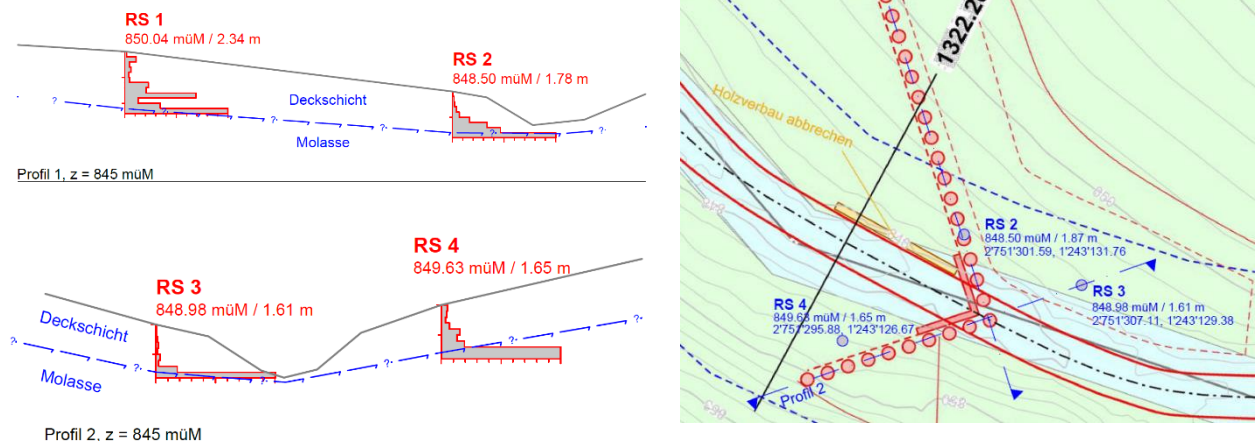 RS 1
850.04 müM / 2.34 m
RS 2
848.50 müM / 1.78 m
Deckschicht
Molasse
?
?
?
?
?
Profil 1, z = 845 müM
RS 3
848.98 müM / 1.61 m
RS 4
849.63 müM / 1.65 m
Deckschicht
Molasse
?
?
?
?
Profil 2, z = 845 müM
Holzverbau abbrechen
850
RS 2
848.50 müM / 1.87 m
2'751'301.59, 1'243'131.76
RS 3
848.98 müM / 1.61 m
2'751'307.11, 1'243'129.38
RS 4
849.63 müM / 1.65 m
2'751'295.88, 1'243'126.67
Profil 2
850